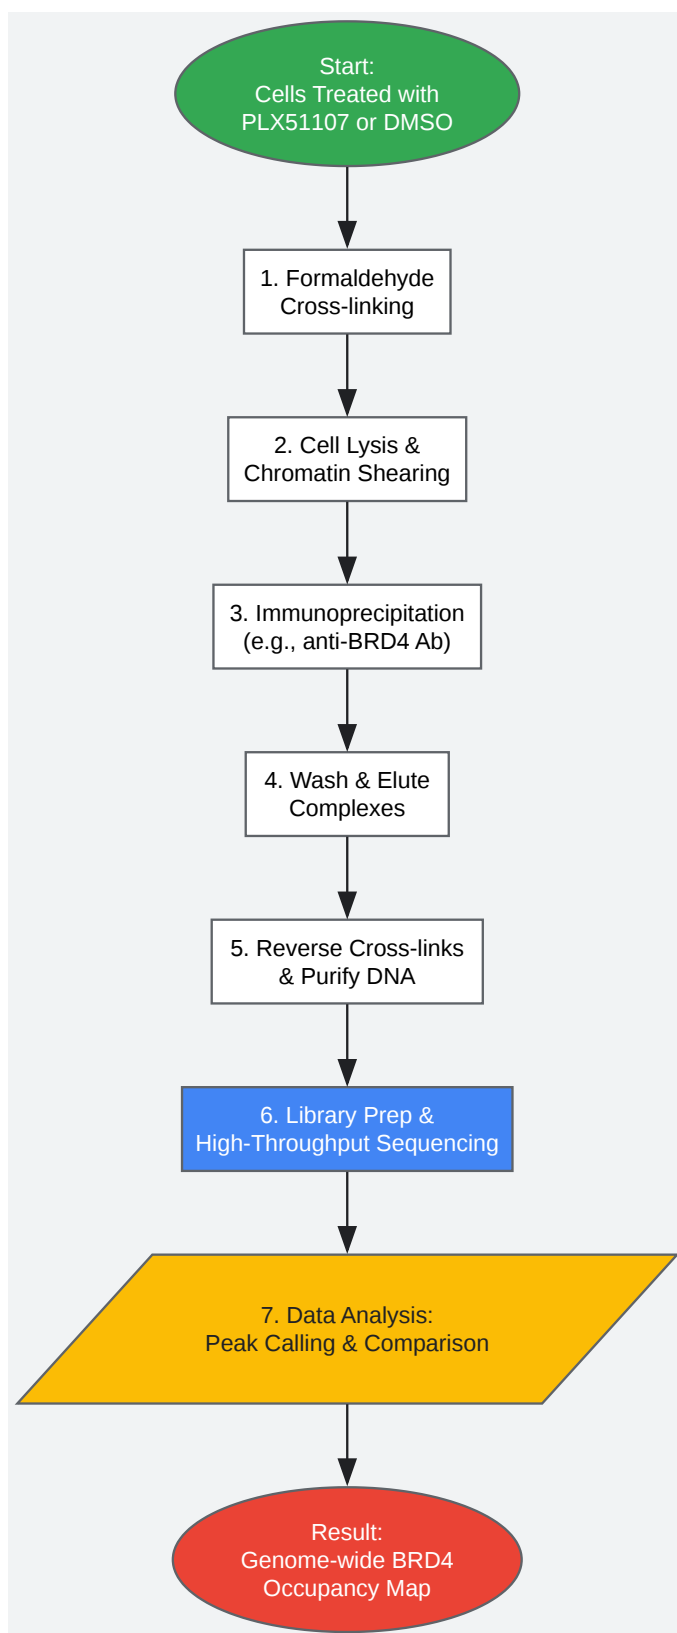 Start:
Cells Treated with
PLX51107 or DMSO
1. Formaldehyde
Cross-linking
2. Cell Lysis &
Chromatin Shearing
3. Immunoprecipitation
(e.g., anti-BRD4 Ab)
4. Wash & Elute
Complexes
5. Reverse Cross-links
& Purify DNA
6. Library Prep &
High-Throughput Sequencing
7. Data Analysis:
Peak Calling & Comparison
Result:
Genome-wide BRD4
Occupancy Map